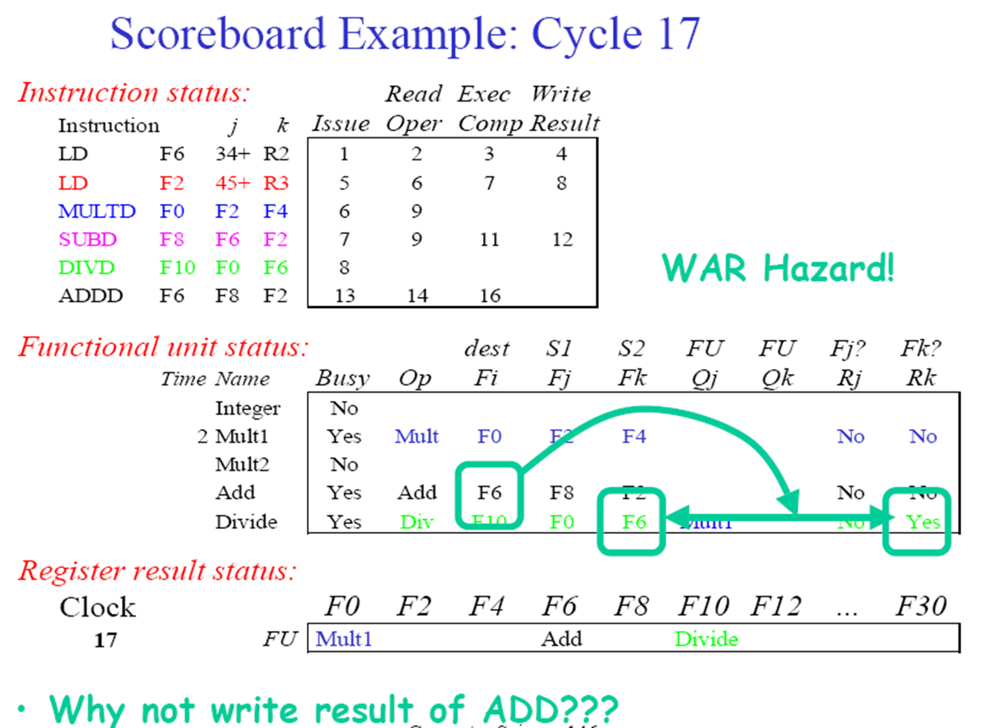 Scoreboard Example: Cycle 17
Instruction status:
Read Exec Write
Instruction j k Issue Oper Comp Result
LD F6 34+ R2 1 2 3 4
LD F2 45+ R3 5 6 7 8
MULTD F0 F2 F4 6 9
SUBD F8 F6 F2 7 9 11 12
DIVD F10 F0 F6 8
ADDD F6 F8 F2 13 14 16
WAR Hazard!
Functional unit status:
dest S1 S2 FU FU Fj? Fk?
Time Name Busy Op Fi Fj Fk Qj Qk Rj Rk
Integer No
2 Mult1 Yes Mult F0 F2 F4 No No
Mult2 No
Add Yes Add F6 F8 F2 No No
Divide Yes Div F10 F0 F6 Mult1 No Yes
Register result status:
Clock F0 F2 F4 F6 F8 F10 F12 ... F30
17 FU Mult1 Add Divide
• Why not write result of ADD???